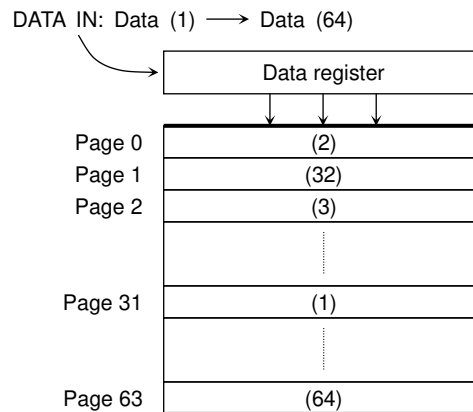 DATA IN: Data (1) ⟶ Data (64)
Data register
Page 0 (2)
Page 1 (32)
Page 2 (3)
Page 31 (1)
Page 63 (64)